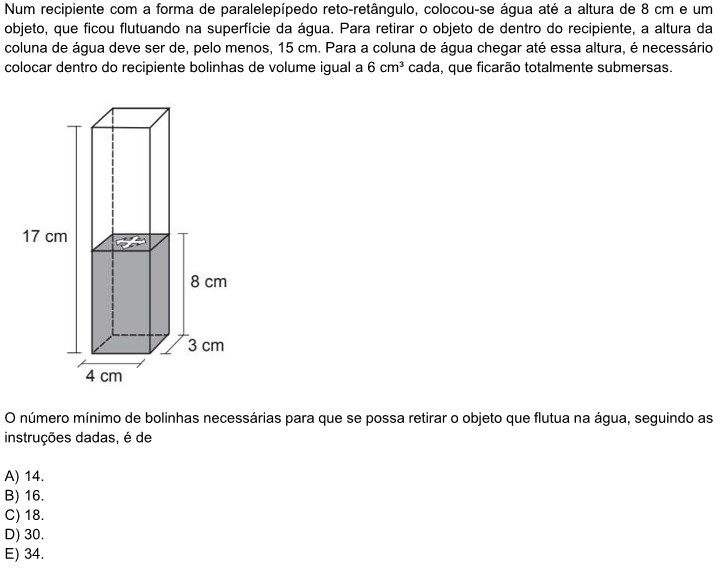 Num recipiente com a forma de paralelepípedo reto-retângulo, colocou-se água até a altura de 8 cm e um
objeto, que ficou flutuando na superfície da água. Para retirar o objeto de dentro do recipiente, a altura da
coluna de água deve ser de, pelo menos, 15 cm. Para a coluna de água chegar até essa altura, é necessário
colocar dentro do recipiente bolinhas de volume igual a 6 cm³ cada, que ficarão totalmente submersas.
17 cm
8 cm
3 cm
4 cm
O número mínimo de bolinhas necessárias para que se possa retirar o objeto que flutua na água, seguindo as
instruções dadas, é de
A) 14.
B) 16.
C) 18.
D) 30.
E) 34.